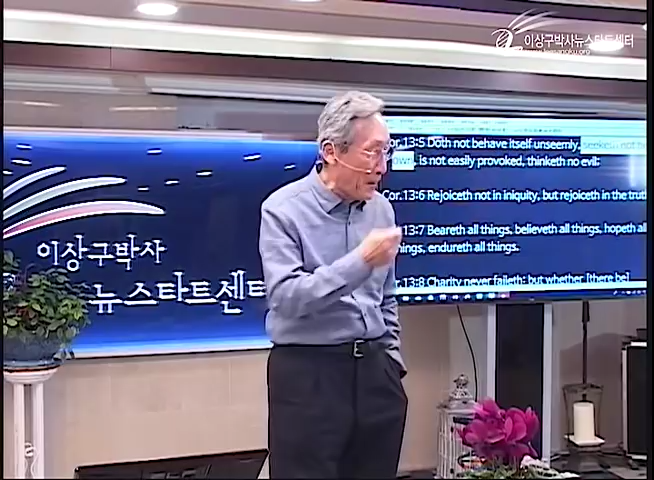 이상구박사뉴스타트센터
Cor.13:5 Doth not behave itself unseemly, seeketh not
own, is not easily provoked, thinketh no evil;
Cor.13:6 Rejoiceth not in iniquity, but rejoiceth in the truth
13:7 Beareth all things, believeth all things, hopeth all
things, endureth all things.
13:8 Charity never faileth: but whether [there be]
이상구박사
뉴스타트센터